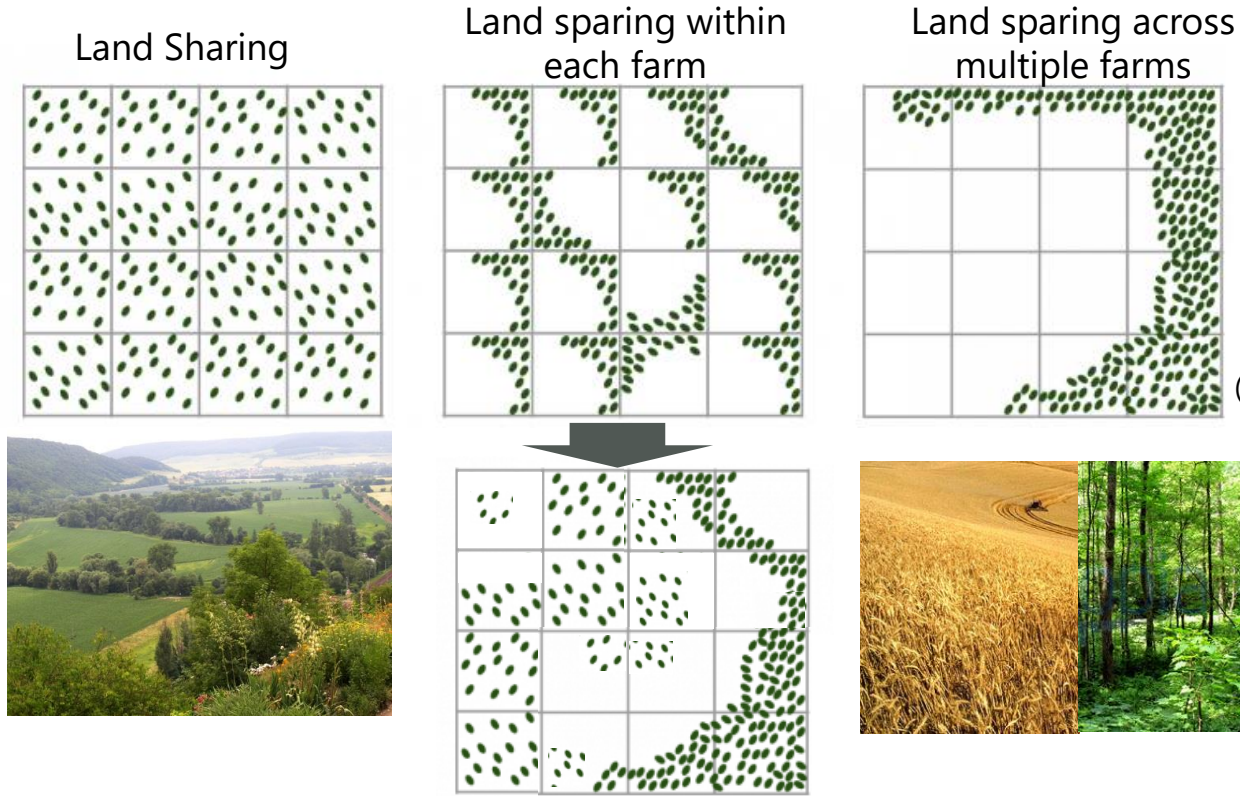 Land Sharing
Land sparing within
each farm
Land sparing across
multiple farms
(